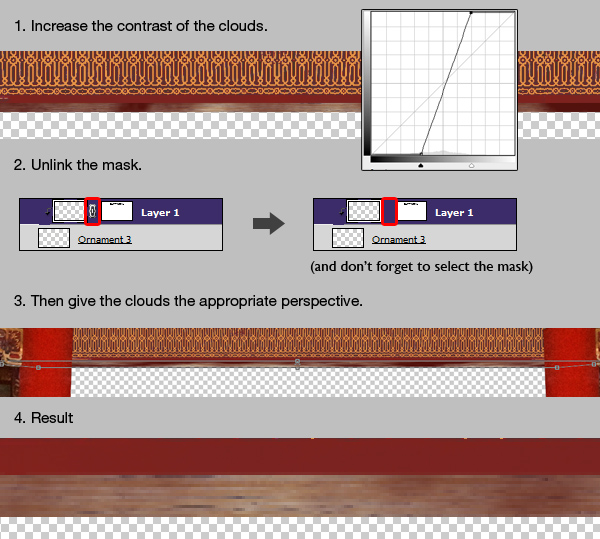 1. Increase the contrast of the clouds.
2. Unlink the mask.
Layer 1
Layer 1
Ornament 3
Ornament 3
(and don't forget to select the mask)
3. Then give the clouds the appropriate perspective.
4. Result